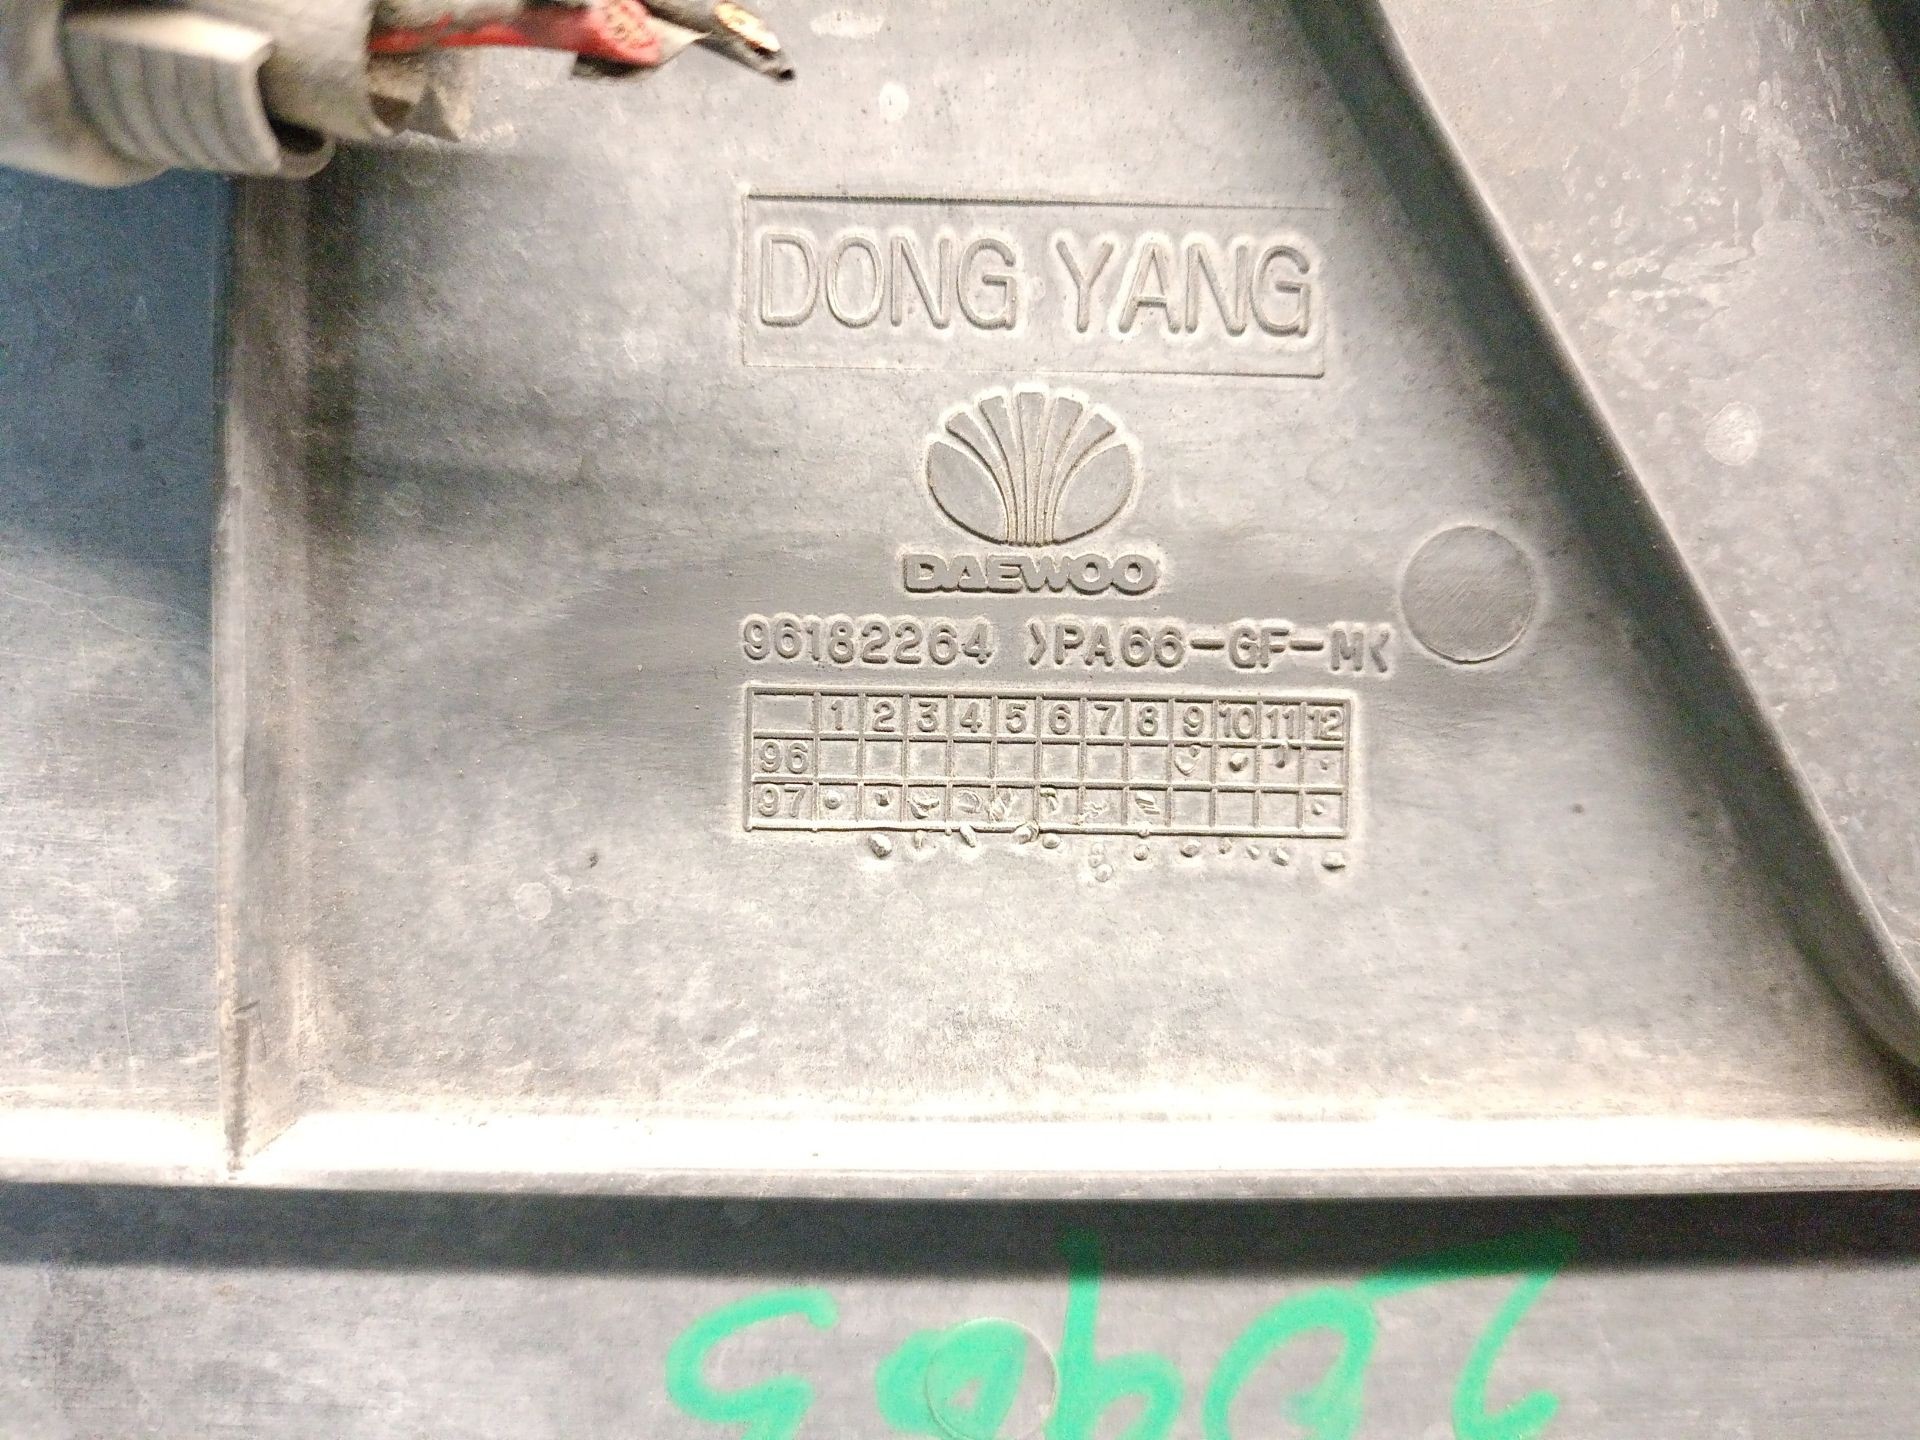 DONG YANG
DAEWOO
96182264 >PA66-GF-M<
1 2 3 4 5 6 7 8 9 10 11 12
96
97